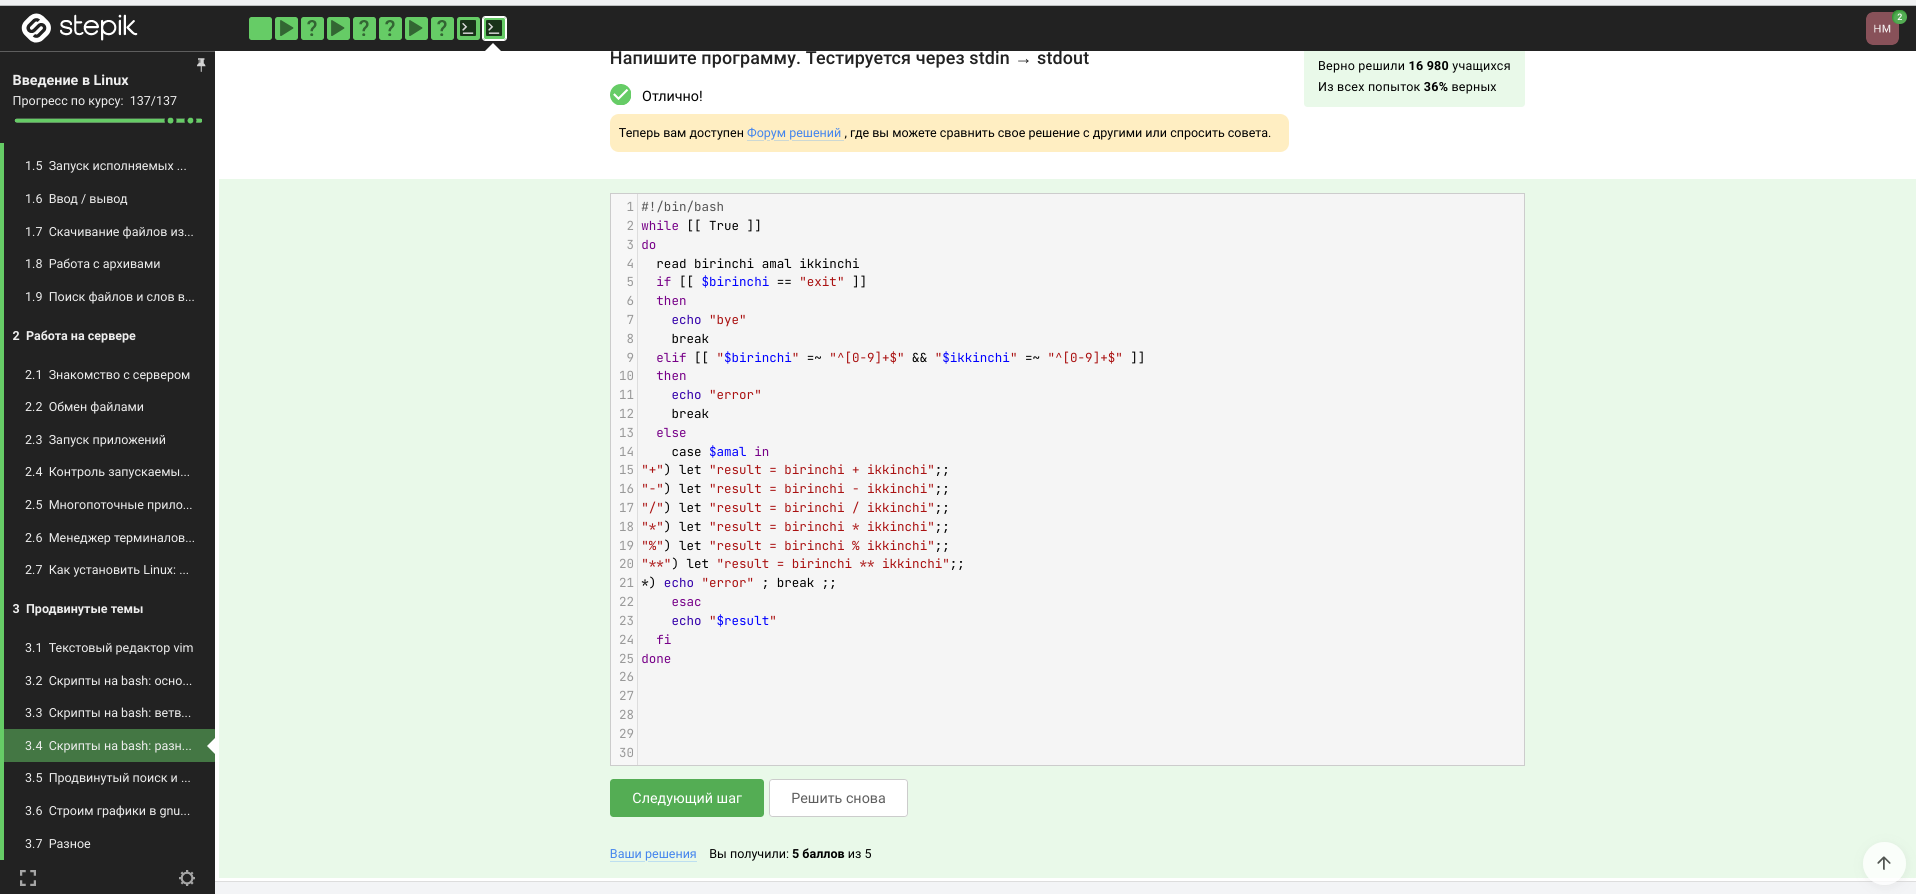 stepik
? ? ? ?
НМ
2
Введение в Linux
Прогресс по курсу: 137/137
1.5 Запуск исполняемых ...
1.6 Ввод / вывод
1.7 Скачивание файлов из...
1.8 Работа с архивами
1.9 Поиск файлов и слов в...
2 Работа на сервере
2.1 Знакомство с сервером
2.2 Обмен файлами
2.3 Запуск приложений
2.4 Контроль запускаемы...
2.5 Многопоточные прило...
2.6 Менеджер терминалов...
2.7 Как установить Linux: ...
3 Продвинутые темы
3.1 Текстовый редактор vim
3.2 Скрипты на bash: осно...
3.3 Скрипты на bash: ветв...
3.4 Скрипты на bash: разн...
3.5 Продвинутый поиск и ...
3.6 Строим графики в gnu...
3.7 Разное
Напишите программу. Тестируется через stdin → stdout
Отлично!
Теперь вам доступен Форум решений , где вы можете сравнить свое решение с другими или спросить совета.
Верно решили 16 980 учащихся
Из всех попыток 36% верных
1 #!/bin/bash
2 while [[ True ]]
3 do
4   read birinchi amal ikkinchi
5   if [[ $birinchi == "exit" ]]
6   then
7     echo "bye"
8     break
9   elif [[ "$birinchi" =~ "^[0-9]+$" && "$ikkinchi" =~ "^[0-9]+$" ]]
10   then
11     echo "error"
12     break
13   else
14     case $amal in
15 "+") let "result = birinchi + ikkinchi";;
16 "-") let "result = birinchi - ikkinchi";;
17 "/") let "result = birinchi / ikkinchi";;
18 "*") let "result = birinchi * ikkinchi";;
19 "%") let "result = birinchi % ikkinchi";;
20 "**") let "result = birinchi ** ikkinchi";;
21 *) echo "error" ; break ;;
22     esac
23     echo "$result"
24   fi
25 done
26
27
28
29
30
Следующий шаг
Решить снова
Ваши решения Вы получили: 5 баллов из 5